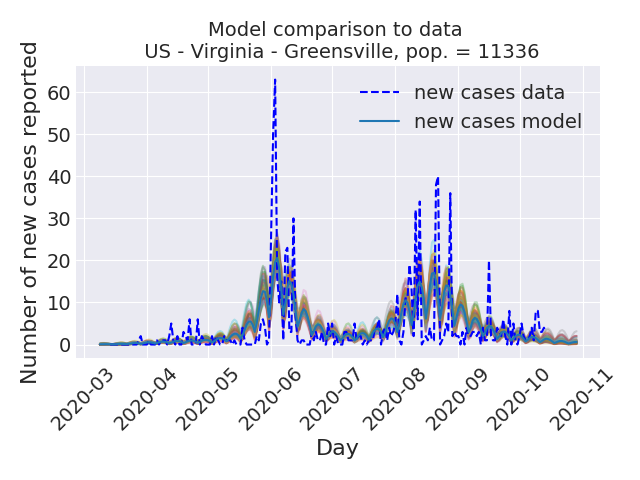 Model comparison to data
US - Virginia - Greensville, pop. = 11336
Number of new cases reported
60
50
40
30
20
10
0
new cases data
new cases model
2020-03
2020-04
2020-05
2020-06
2020-07
2020-08
2020-09
2020-10
2020-11
Day